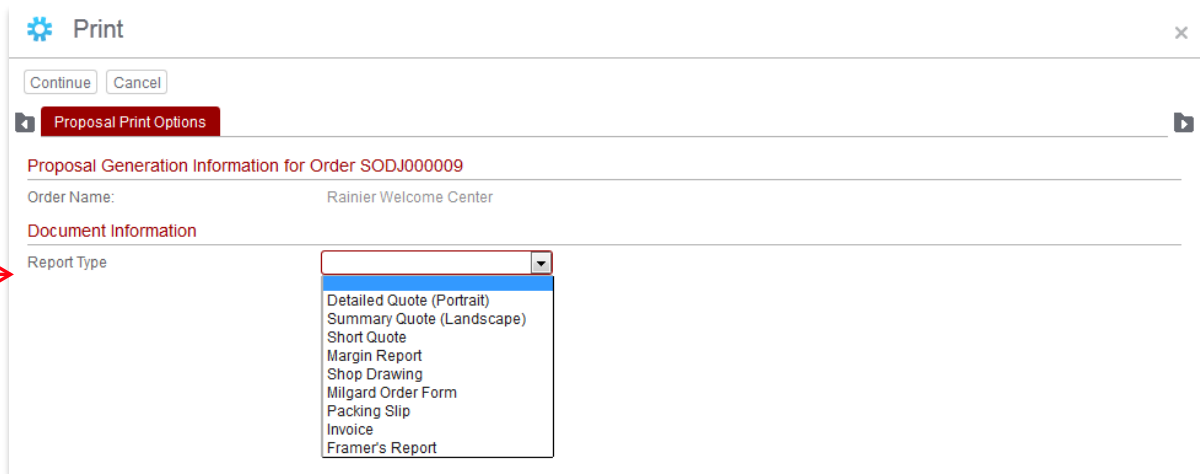 Print
Continue Cancel
Proposal Print Options
Proposal Generation Information for Order SODJ000009
Order Name: Rainier Welcome Center
Document Information
Report Type
Detailed Quote (Portrait)
Summary Quote (Landscape)
Short Quote
Margin Report
Shop Drawing
Milgard Order Form
Packing Slip
Invoice
Framer's Report